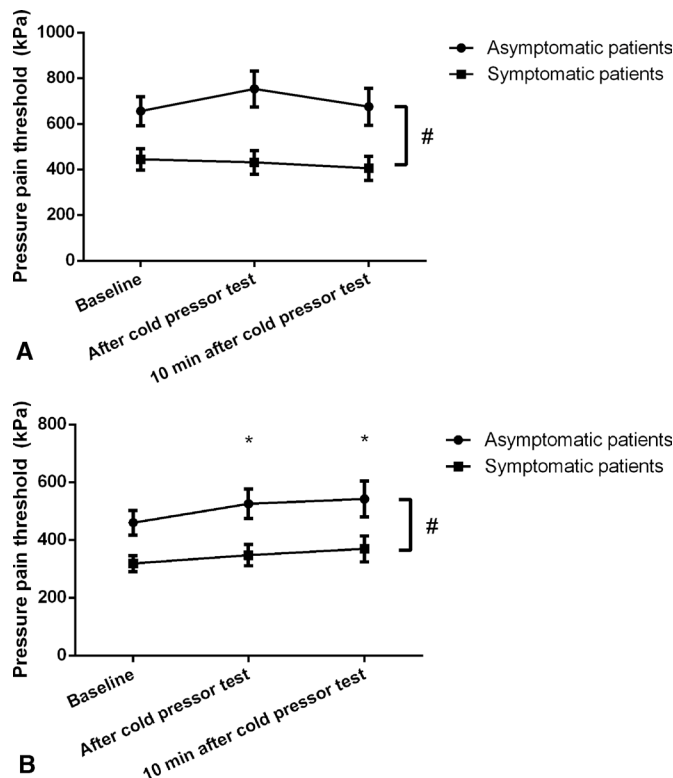 Pressure pain threshold (kPa)
1000
800
600
400
200
0
Asymptomatic patients
Symptomatic patients
#
Baseline
After cold pressor test
10 min after cold pressor test
A
Pressure pain threshold (kPa)
800
600
400
200
0
* *
Asymptomatic patients
Symptomatic patients
#
Baseline
After cold pressor test
10 min after cold pressor test
B